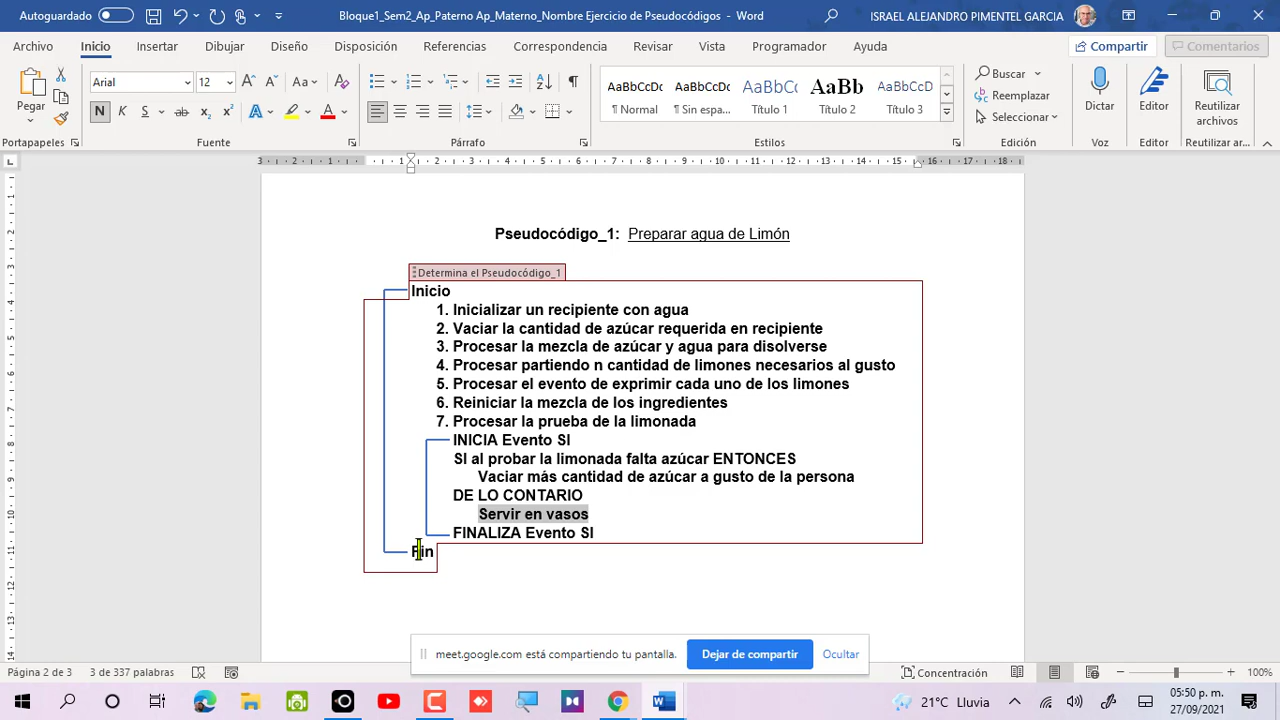 Autoguardado
Bloque1_Sem2_Ap_Paterno Ap_Materno_Nombre Ejercicio de Pseudocódigos - Word
ISRAEL ALEJANDRO PIMENTEL GARCIA
Archivo Inicio Insertar Dibujar Diseño Disposición Referencias Correspondencia Revisar Vista Programador Ayuda
Compartir Comentarios
Pegar
Arial 12
N K S ab x₂ x²
AaBbCcDc AaBbCcDc AaBbCc AaBb AaBbCcDc
¶ Normal ¶ Sin espa... Título 1 Título 2 Título 3
Buscar
Reemplazar
Seleccionar
Dictar
Editor
Reutilizar archivos
Portapapeles Fuente Párrafo Estilos Edición Voz Editor Reutilizar ar...
Pseudocódigo_1: Preparar agua de Limón
Determina el Pseudocódigo_1
Inicio
1. Inicializar un recipiente con agua
2. Vaciar la cantidad de azúcar requerida en recipiente
3. Procesar la mezcla de azúcar y agua para disolverse
4. Procesar partiendo n cantidad de limones necesarios al gusto
5. Procesar el evento de exprimir cada uno de los limones
6. Reiniciar la mezcla de los ingredientes
7. Procesar la prueba de la limonada
INICIA Evento SI
SI al probar la limonada falta azúcar ENTONCES
Vaciar más cantidad de azúcar a gusto de la persona
DE LO CONTARIO
Servir en vasos
FINALIZA Evento SI
Fin
meet.google.com está compartiendo tu pantalla.
Dejar de compartir
Ocultar
Página 2 de 3 3 de 337 palabras
Concentración
100%
21°C Lluvia
05:50 p. m.
27/09/2021